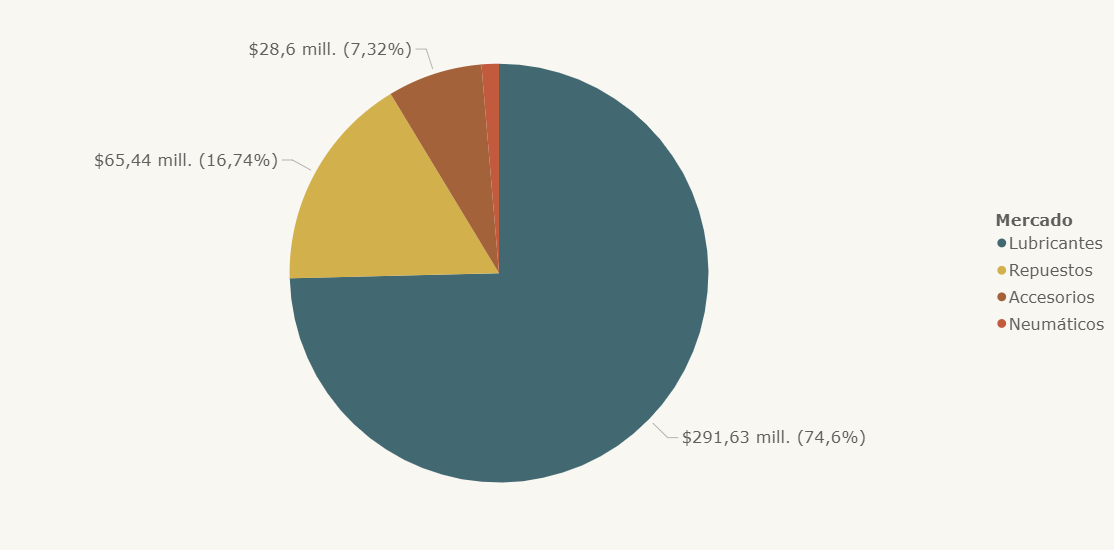 $28,6 mill. (7,32%)
$65,44 mill. (16,74%)
$291,63 mill. (74,6%)
Mercado
Lubricantes
Repuestos
Accesorios
Neumáticos